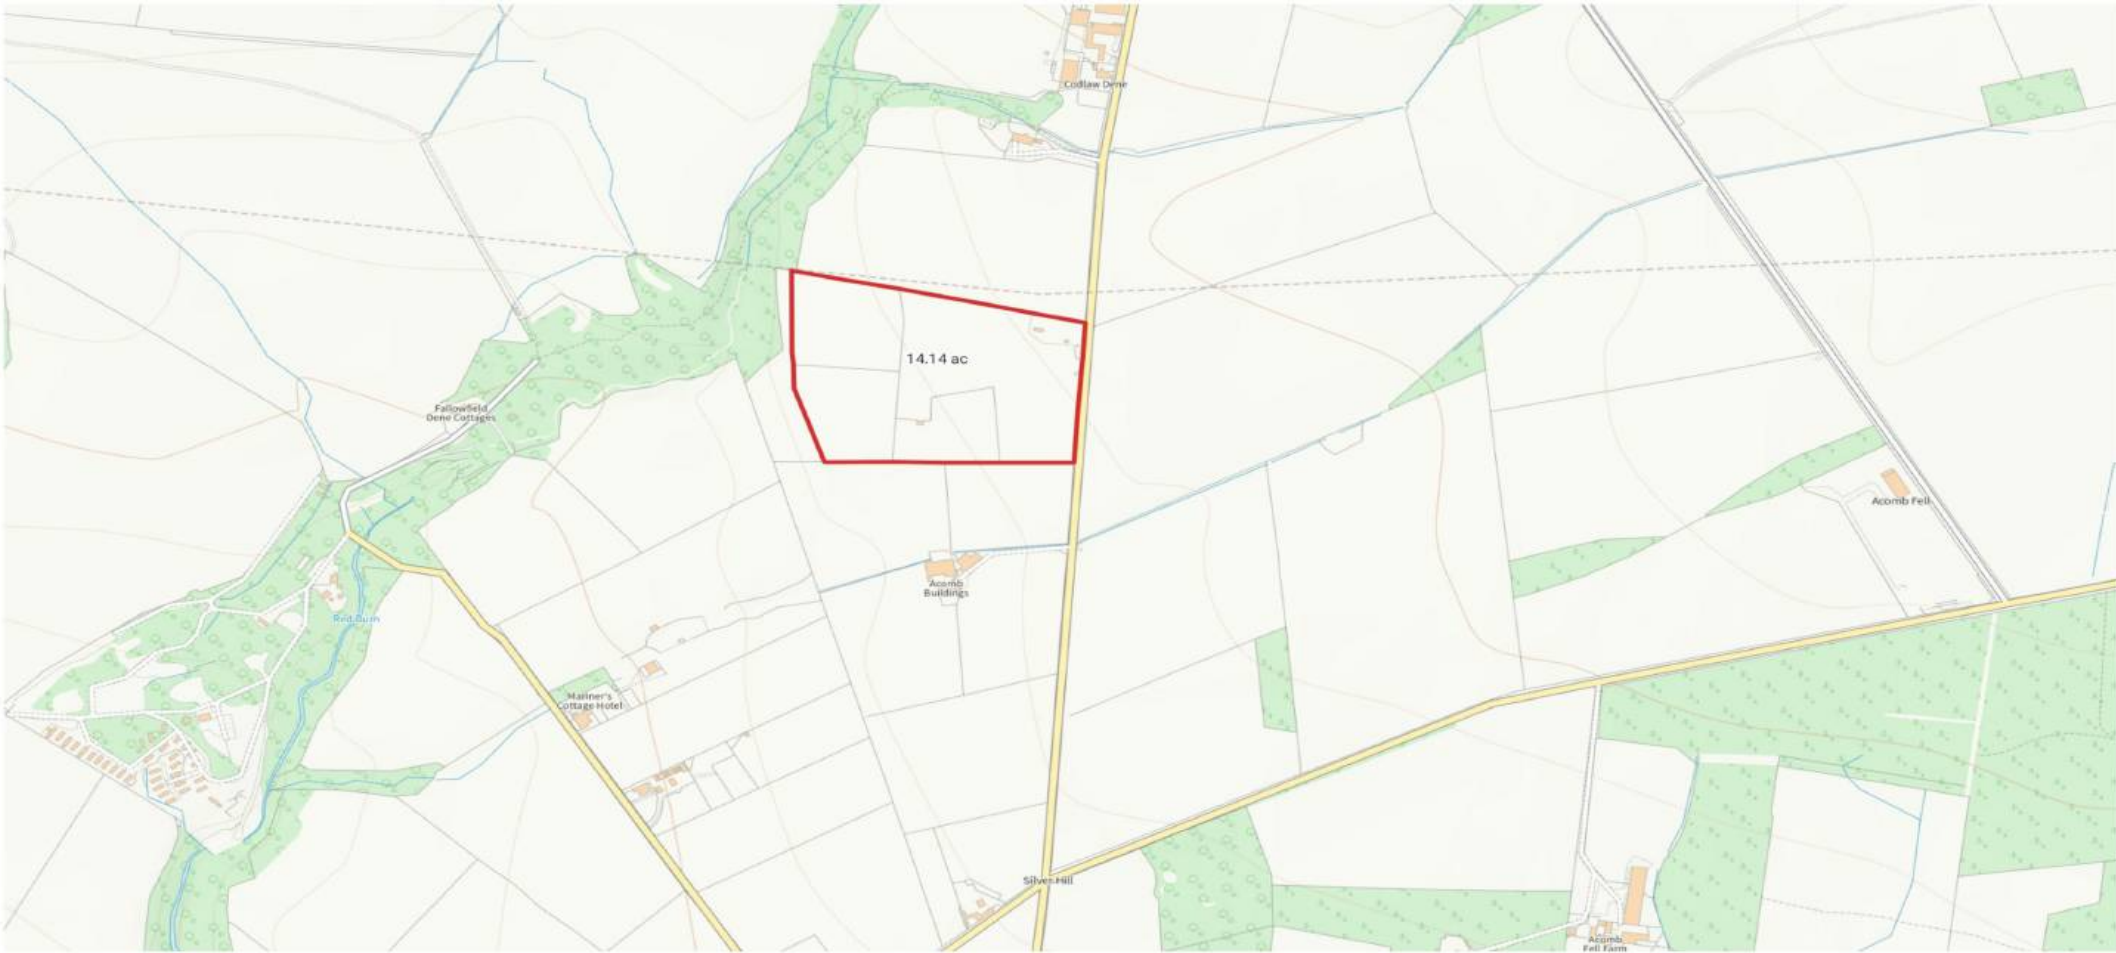 Codlaw Dene
14.14 ac
Fallowfield
Dene Cottages
Acomb Fell
Acomb
Buildings
Red Burn
Mariner's
Cottage Hotel
Silver Hill
Acomb
Fell Farm